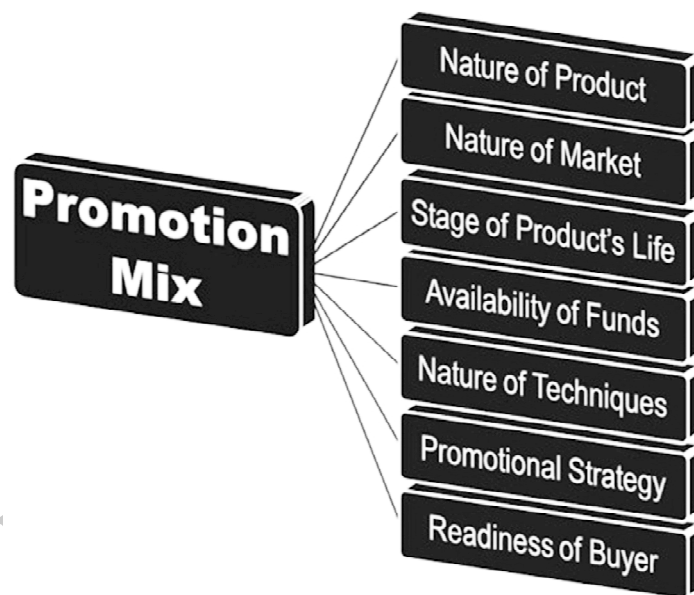 Promotion
Mix
Nature of Product
Nature of Market
Stage of Product's Life
Availability of Funds
Nature of Techniques
Promotional Strategy
Readiness of Buyer